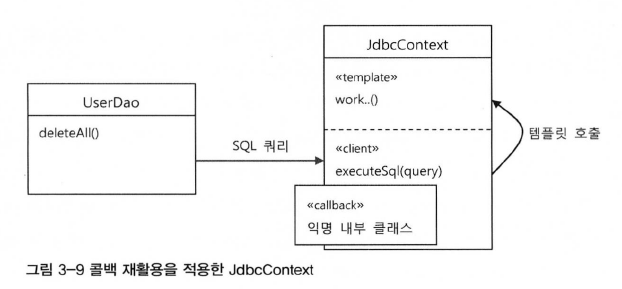 JdbcContext
«template»
work..()
UserDao
deleteAll()
SQL 쿼리
템플릿 호출
«client»
executeSql(query)
«callback»
익명 내부 클래스
그림 3-9 콜백 재활용을 적용한 JdbcContext